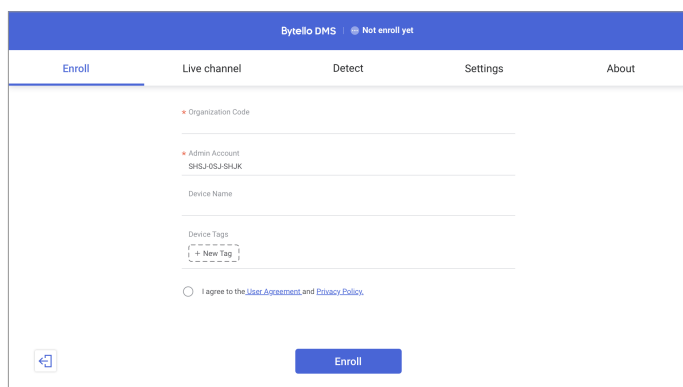 Bytello DMS | Not enroll yet
Enroll Live channel Detect Settings About
* Organization Code
* Admin Account
SHSJ-0SJ-SHJK
Device Name
Device Tags
+ New Tag
I agree to the User Agreement and Privacy Policy.
Enroll